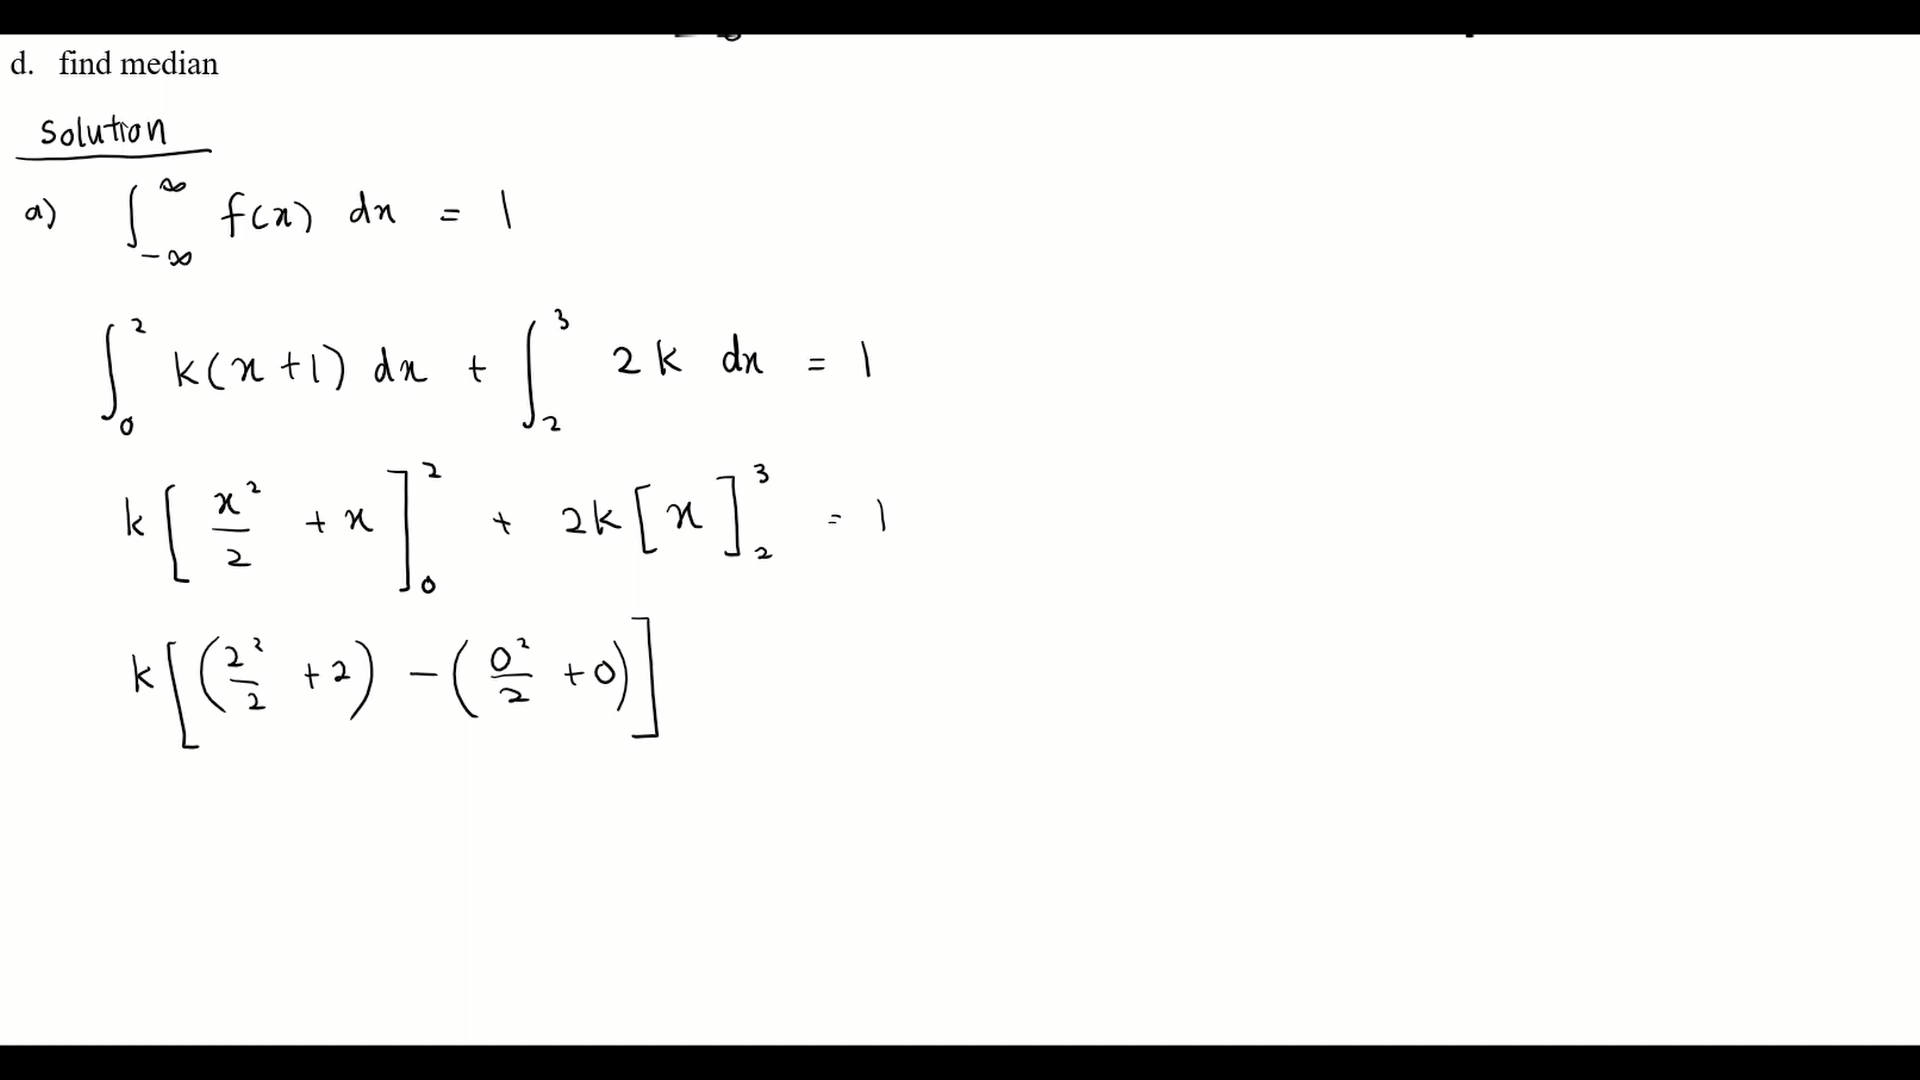 d. find median
Solution
a) ∫_{-∞}^{∞} f(x) dx = 1
∫_0^2 k(x+1) dx + ∫_2^3 2k dx = 1
k[x²/2 + x]_0^2 + 2k[x]_2^3 = 1
k[(2²/2 + 2) - (0²/2 + 0)]